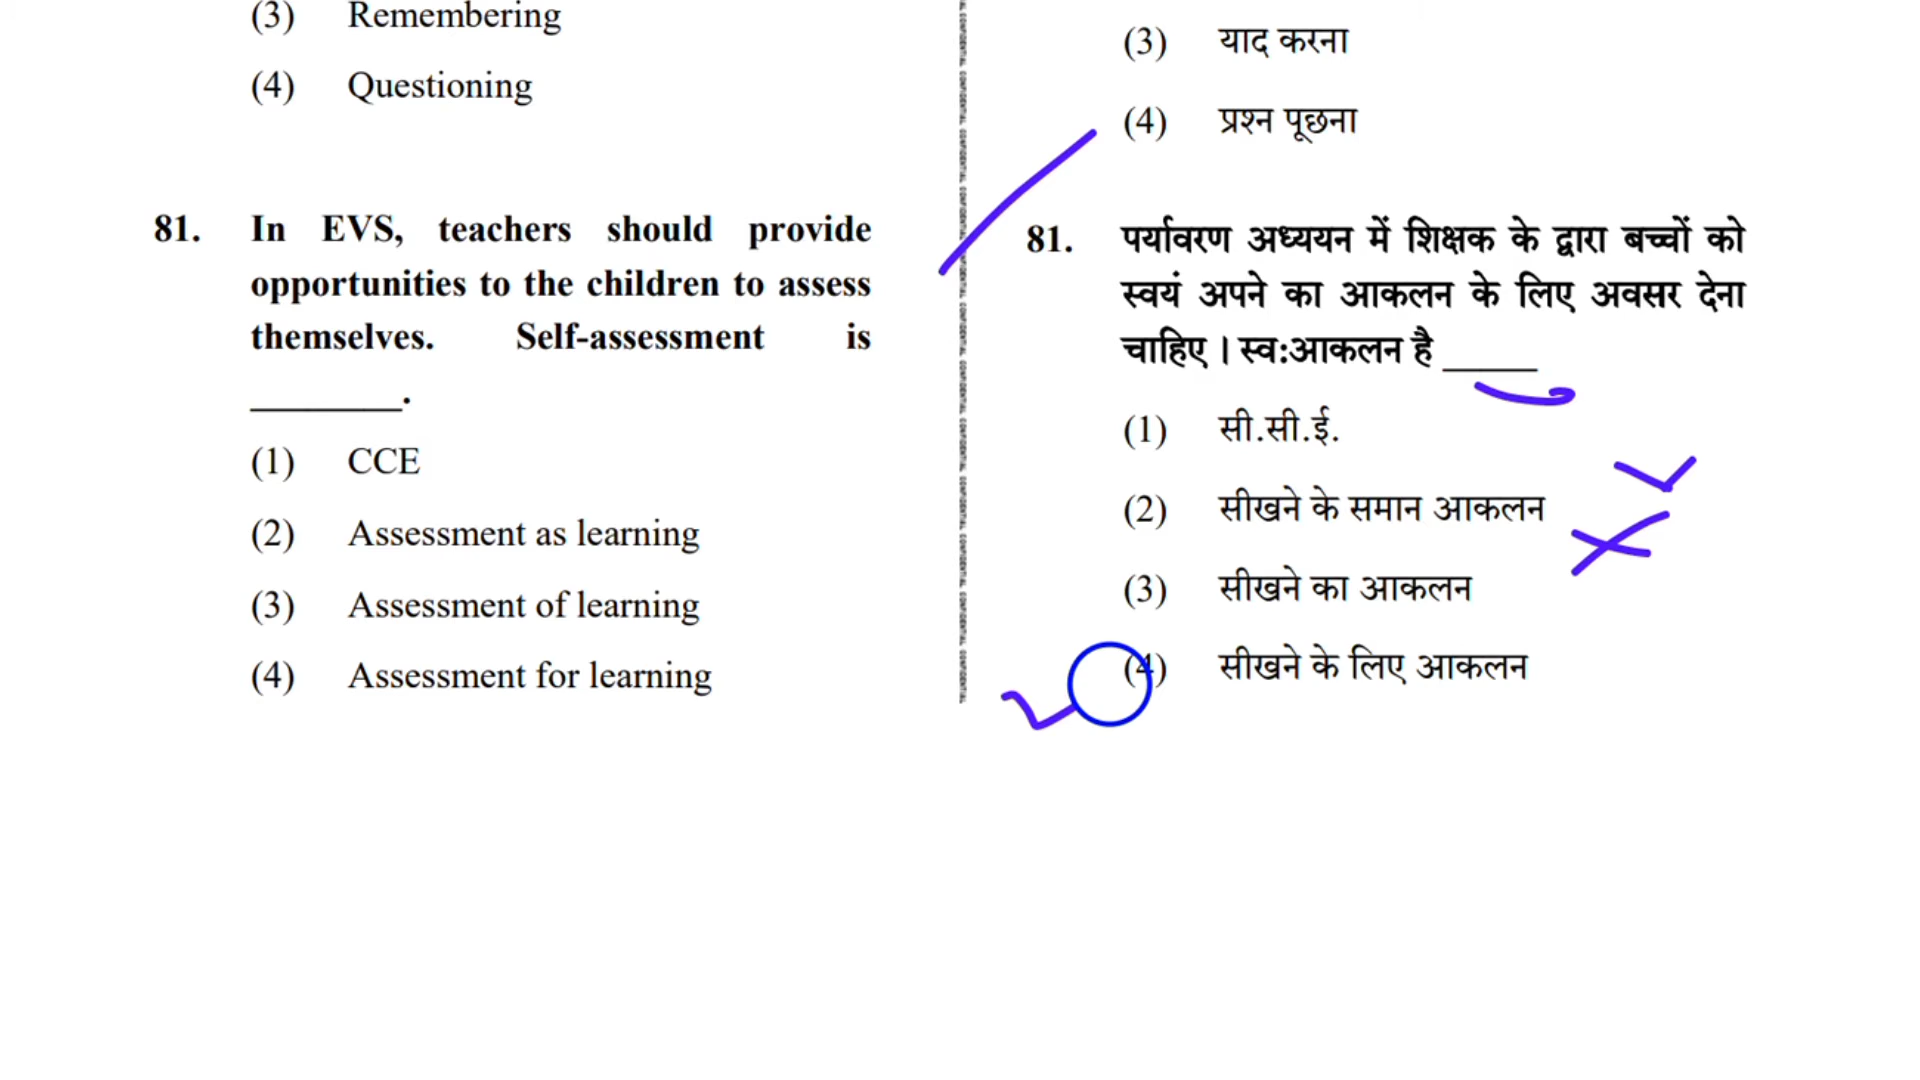 (3) Remembering
(4) Questioning
81. In EVS, teachers should provide
opportunities to the children to assess
themselves. Self-assessment is
________.
(1) CCE
(2) Assessment as learning
(3) Assessment of learning
(4) Assessment for learning
(3) याद करना
(4) प्रश्न पूछना
81. पर्यावरण अध्ययन में शिक्षक के द्वारा बच्चों को
स्वयं अपने का आकलन के लिए अवसर देना
चाहिए । स्व:आकलन है _____
(1) सी.सी.ई.
(2) सीखने के समान आकलन
(3) सीखने का आकलन
(4) सीखने के लिए आकलन